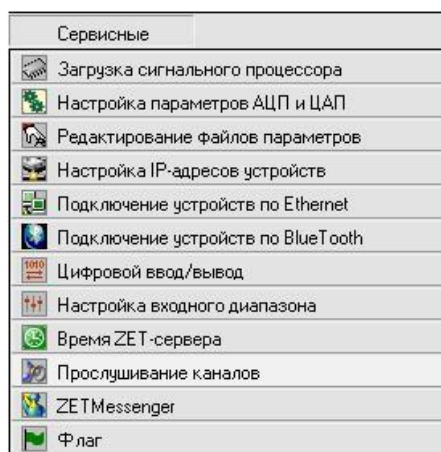 Сервисные
Загрузка сигнального процессора
Настройка параметров АЦП и ЦАП
Редактирование файлов параметров
Настройка IP-адресов устройств
Подключение устройств по Ethernet
Подключение устройств по BlueTooth
Цифровой ввод/вывод
Настройка входного диапазона
Время ZET-сервера
Прослушивание каналов
ZETMessenger
Флаг